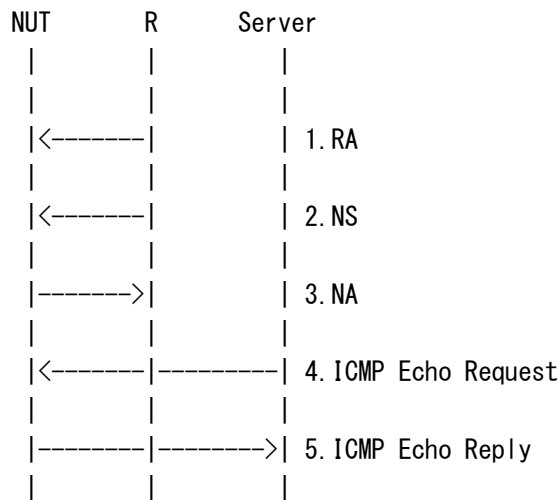 NUT R Server
1. RA
2. NS
3. NA
4. ICMP Echo Request
5. ICMP Echo Reply